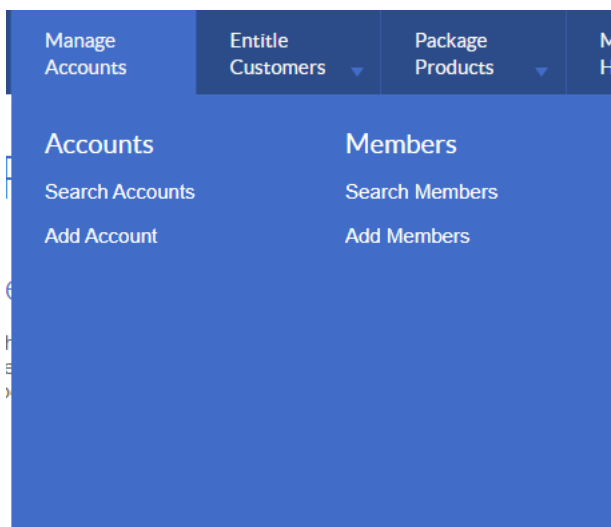 Manage
Accounts
Entitle
Customers
Package
Products
Accounts
Search Accounts
Add Account
Members
Search Members
Add Members